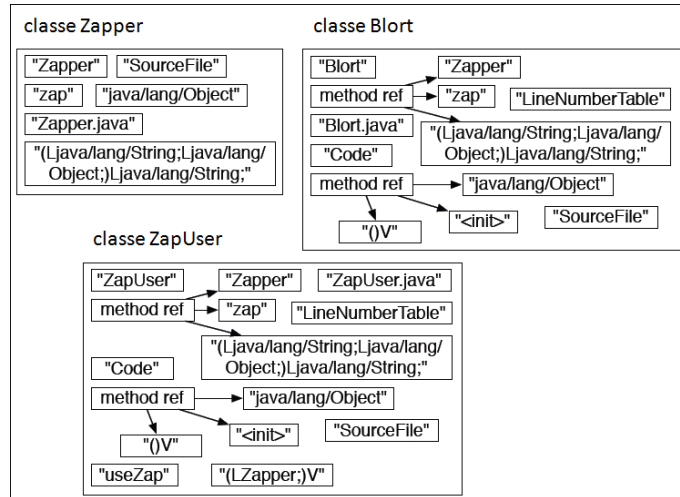 classe Zapper
"Zapper" "SourceFile"
"zap" "java/lang/Object"
"Zapper.java"
"(Ljava/lang/String;Ljava/lang/
Object;)Ljava/lang/String;"
classe Blort
"Blort" "Zapper"
method ref "zap" "LineNumberTable"
"Blort.java"
"(Ljava/lang/String;Ljava/lang/
Object;)Ljava/lang/String;"
"Code"
method ref "java/lang/Object"
"<init>" "SourceFile"
"()V"
classe ZapUser
"ZapUser" "Zapper" "ZapUser.java"
method ref "zap" "LineNumberTable"
"(Ljava/lang/String;Ljava/lang/
Object;)Ljava/lang/String;"
"Code"
method ref "java/lang/Object"
"()V" "<init>" "SourceFile"
"useZap" "(LZapper;)V"